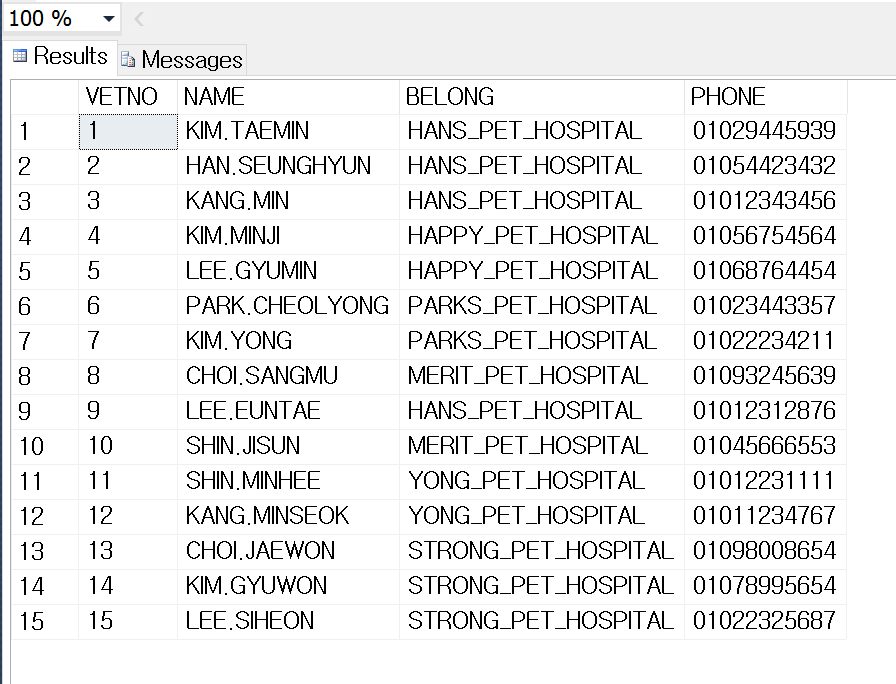 100 %
Results Messages
VETNO NAME BELONG PHONE
1 1 KIM.TAEMIN HANS_PET_HOSPITAL 01029445939
2 2 HAN.SEUNGHYUN HANS_PET_HOSPITAL 01054423432
3 3 KANG.MIN HANS_PET_HOSPITAL 01012343456
4 4 KIM.MINJI HAPPY_PET_HOSPITAL 01056754564
5 5 LEE.GYUMIN HAPPY_PET_HOSPITAL 01068764454
6 6 PARK.CHEOLYONG PARKS_PET_HOSPITAL 01023443357
7 7 KIM.YONG PARKS_PET_HOSPITAL 01022234211
8 8 CHOI.SANGMU MERIT_PET_HOSPITAL 01093245639
9 9 LEE.EUNTAE HANS_PET_HOSPITAL 01012312876
10 10 SHIN.JISUN MERIT_PET_HOSPITAL 01045666553
11 11 SHIN.MINHEE YONG_PET_HOSPITAL 01012231111
12 12 KANG.MINSEOK YONG_PET_HOSPITAL 01011234767
13 13 CHOI.JAEWON STRONG_PET_HOSPITAL 01098008654
14 14 KIM.GYUWON STRONG_PET_HOSPITAL 01078995654
15 15 LEE.SIHEON STRONG_PET_HOSPITAL 01022325687